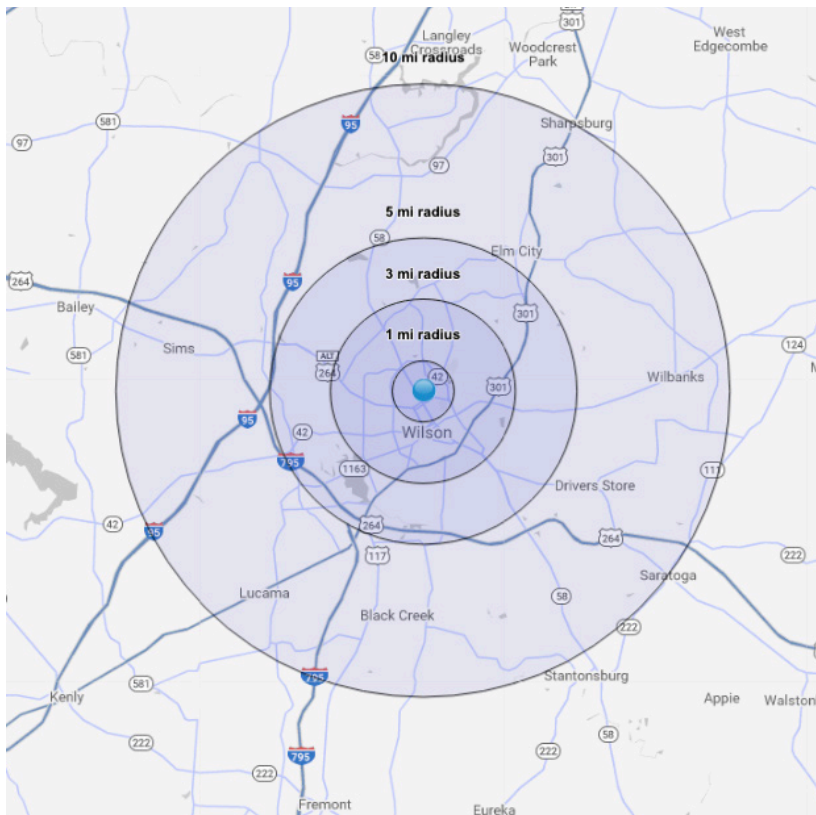 301
Langley
Crossroads
58
10 mi radius
Woodcrest
Park
West
Edgecombe
581
95
Sharpsburg
97
301
97
5 mi radius
58
Elm City
264
3 mi radius
95
Bailey
301
1 mi radius
Sims
581
ALT
264
124
42
301
Wilbanks
95
42
Wilson
795
1163
111
Drivers Store
42
95
264
264
117
222
Saratoga
Lucama
58
Black Creek
222
795
Stantonsburg
581
Kenly
Appie
Walston
222
58
222
795
222
Fremont
Eureka